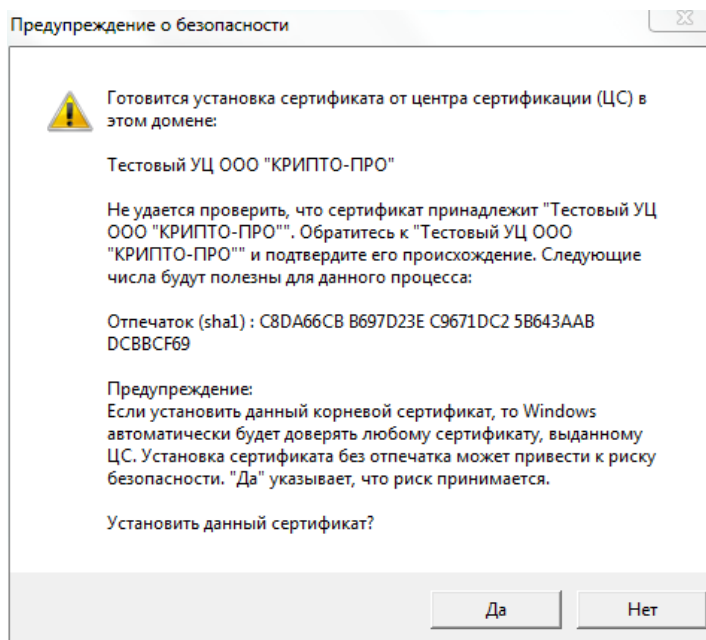 Предупреждение о безопасности
Готовится установка сертификата от центра сертификации (ЦС) в
этом домене:
Тестовый УЦ ООО "КРИПТО-ПРО"
Не удается проверить, что сертификат принадлежит "Тестовый УЦ
ООО "КРИПТО-ПРО"". Обратитесь к "Тестовый УЦ ООО
"КРИПТО-ПРО"" и подтвердите его происхождение. Следующие
числа будут полезны для данного процесса:
Отпечаток (sha1) : C8DA66CB B697D23E C9671DC2 5B643AAB
DCBBCF69
Предупреждение:
Если установить данный корневой сертификат, то Windows
автоматически будет доверять любому сертификату, выданному
ЦС. Установка сертификата без отпечатка может привести к риску
безопасности. "Да" указывает, что риск принимается.
Установить данный сертификат?
Да
Нет